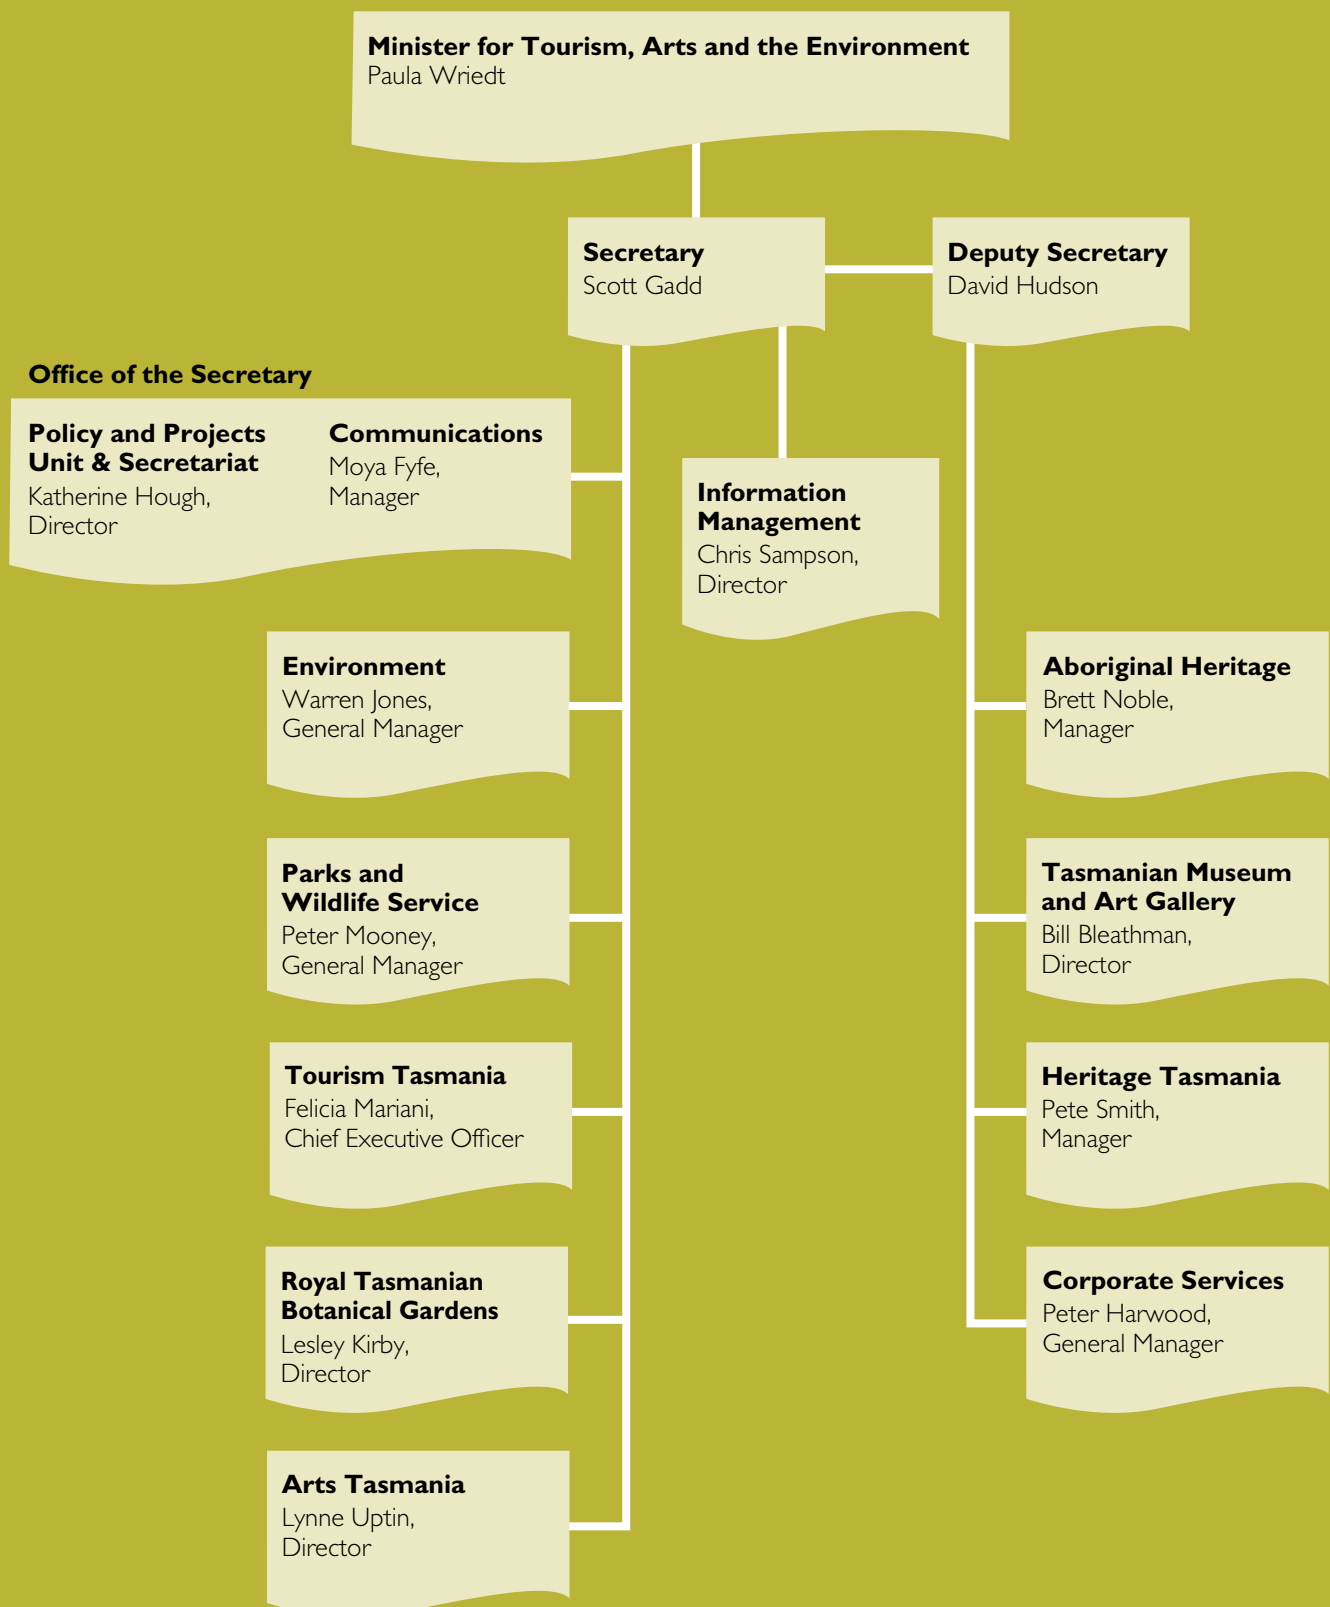 Minister for Tourism, Arts and the Environment
Paula Wriedt
Secretary
Scott Gadd
Deputy Secretary
David Hudson
Office of the Secretary
Policy and Projects
Unit & Secretariat
Katherine Hough,
Director
Communications
Moya Fyfe,
Manager
Information
Management
Chris Sampson,
Director
Environment
Warren Jones,
General Manager
Aboriginal Heritage
Brett Noble,
Manager
Parks and
Wildlife Service
Peter Mooney,
General Manager
Tasmanian Museum
and Art Gallery
Bill Bleathman,
Director
Tourism Tasmania
Felicia Mariani,
Chief Executive Officer
Heritage Tasmania
Pete Smith,
Manager
Royal Tasmanian
Botanical Gardens
Lesley Kirby,
Director
Corporate Services
Peter Harwood,
General Manager
Arts Tasmania
Lynne Uptin,
Director